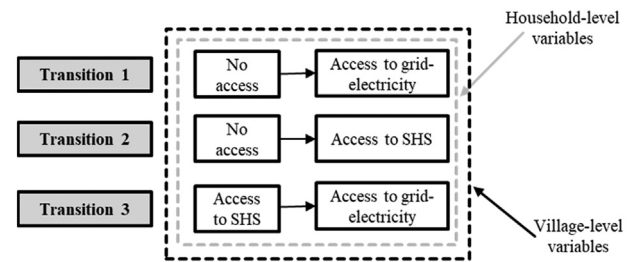 Household-level
variables
Transition 1
No
access
Access to grid-
electricity
Transition 2
No
access
Access to SHS
Transition 3
Access
to SHS
Access to grid-
electricity
Village-level
variables